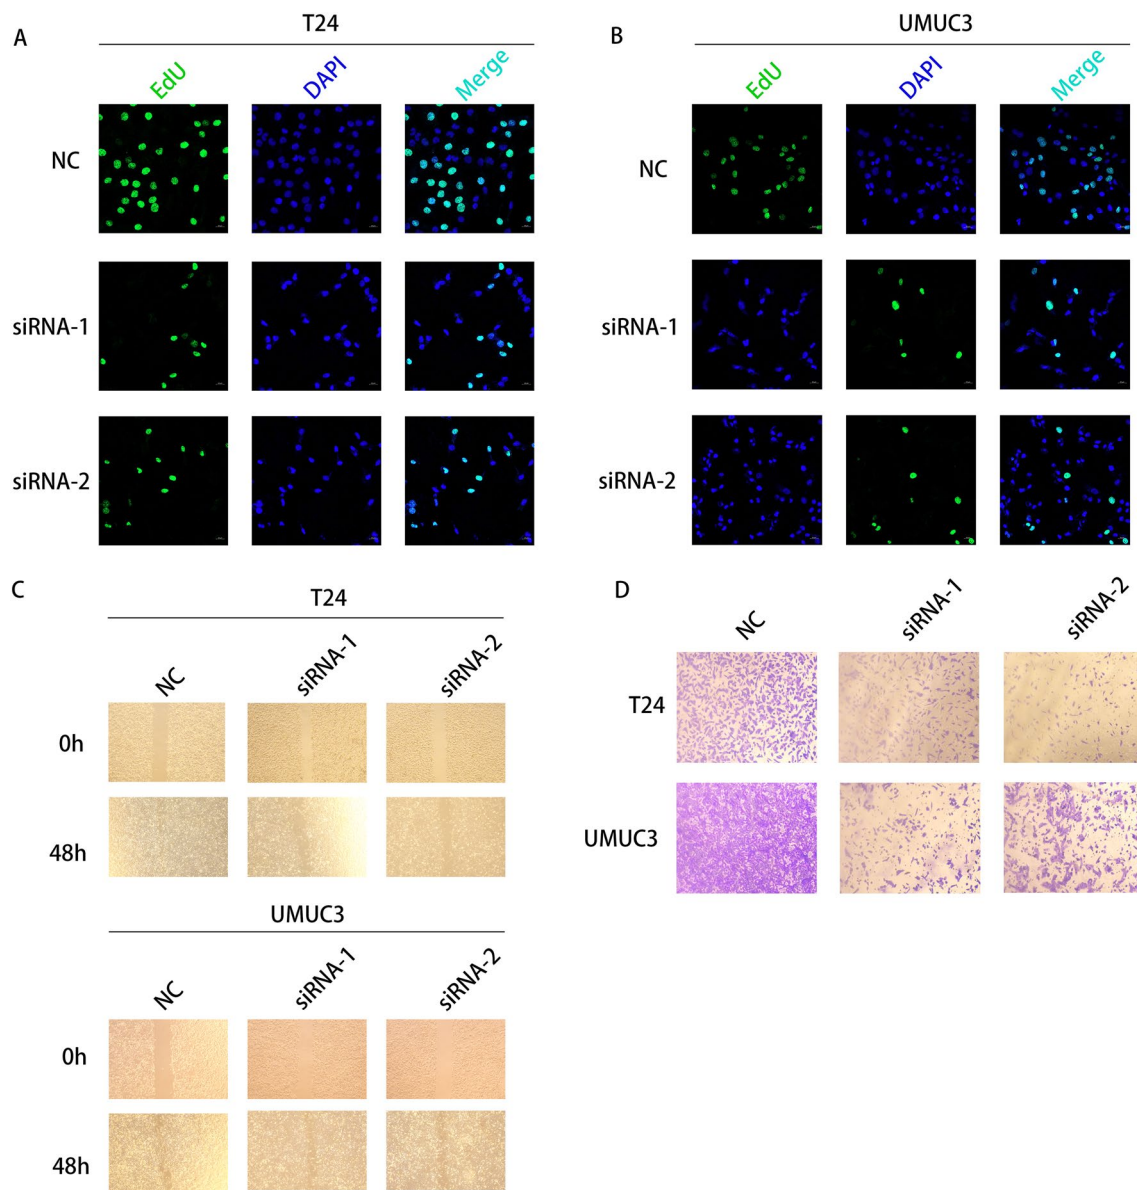 A
T24
EdU
DAPI
Merge
NC
siRNA-1
siRNA-2
B
UMUC3
EdU
DAPI
Merge
NC
siRNA-1
siRNA-2
C
T24
NC
siRNA-1
siRNA-2
0h
48h
UMUC3
NC
siRNA-1
siRNA-2
0h
48h
D
NC
siRNA-1
siRNA-2
T24
UMUC3